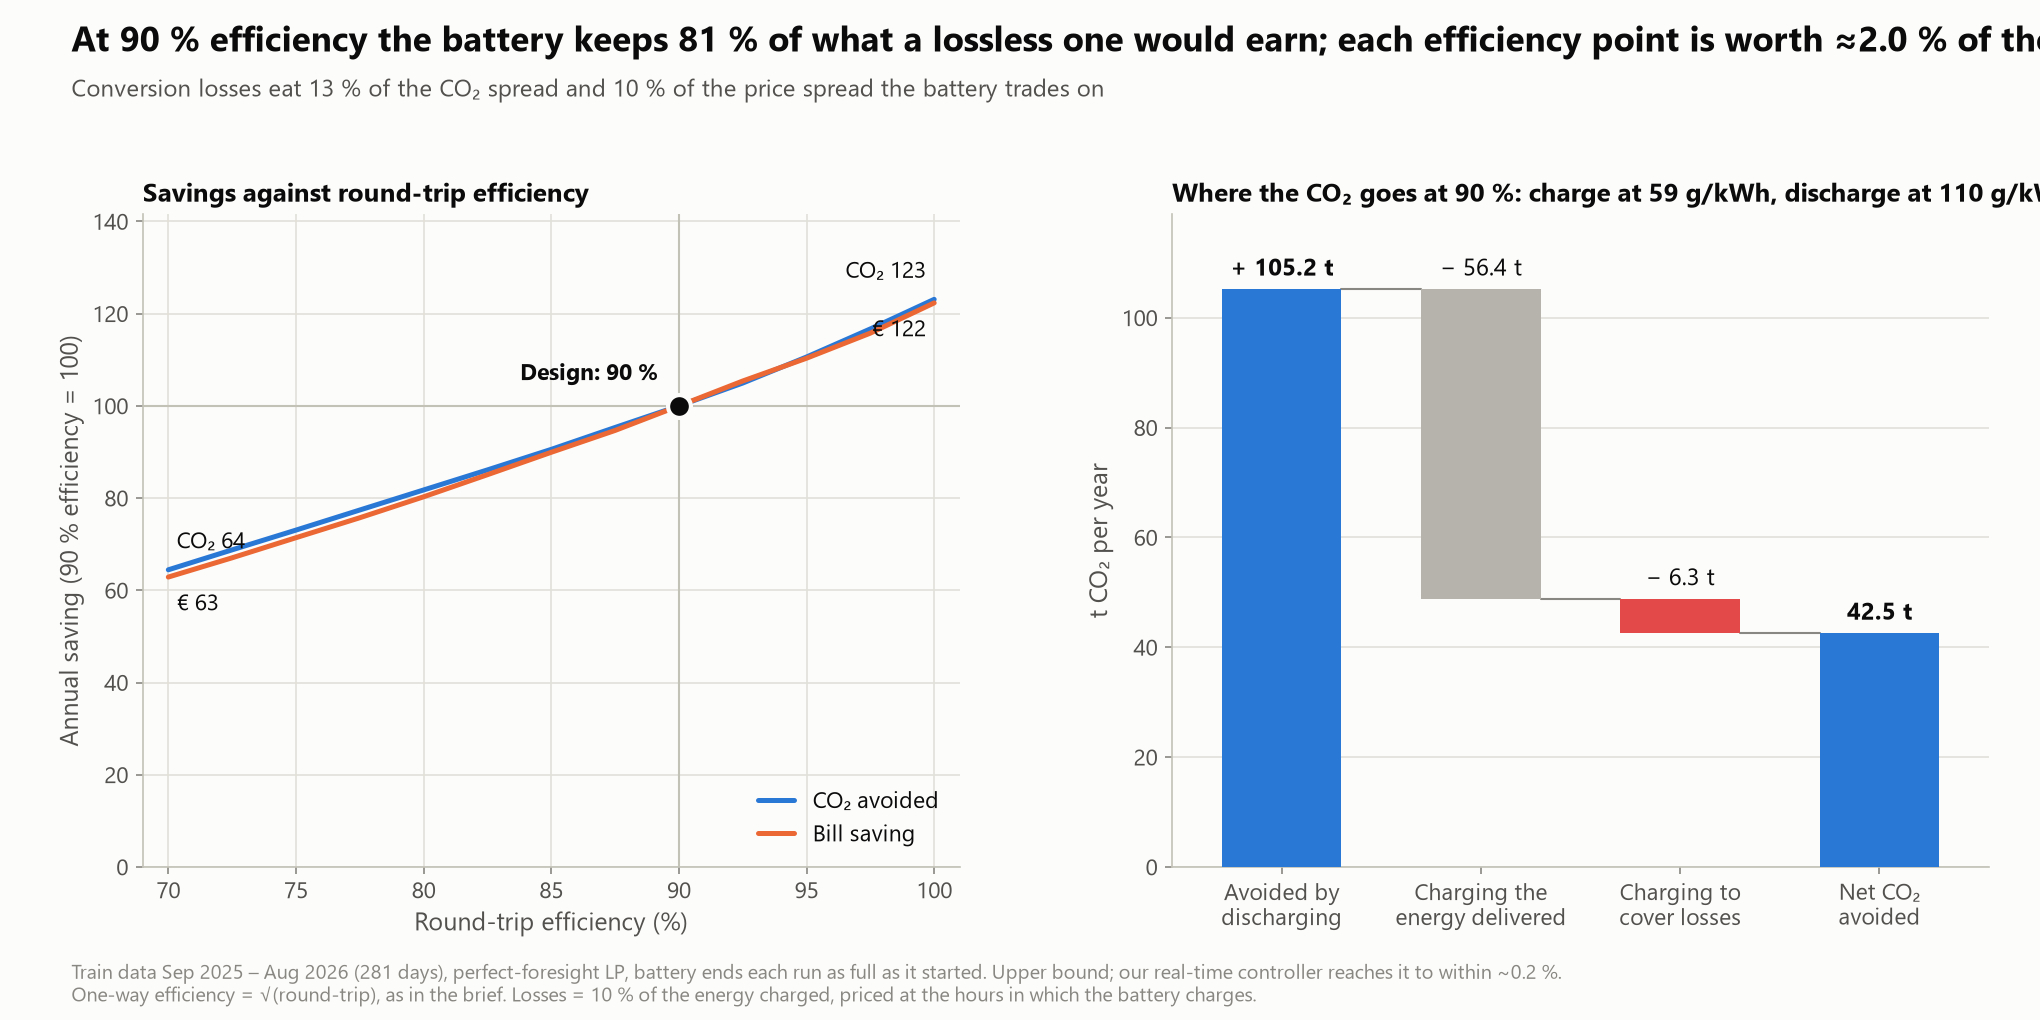 At 90 % efficiency the battery keeps 81 % of what a lossless one would earn; each efficiency point is worth ≈2.0 % of
Conversion losses eat 13 % of the CO₂ spread and 10 % of the price spread the battery trades on
Savings against round-trip efficiency
Annual saving (90 % efficiency = 100)
140
120
100
80
60
40
20
0
CO₂ 123
€ 122
Design: 90 %
CO₂ 64
€ 63
CO₂ avoided
Bill saving
70 75 80 85 90 95 100
Round-trip efficiency (%)
Where the CO₂ goes at 90 %: charge at 59 g/kWh, discharge at 110
t CO₂ per year
100
80
60
40
20
0
+ 105.2 t
− 56.4 t
− 6.3 t
42.5 t
Avoided by
discharging
Charging the
energy delivered
Charging to
cover losses
Net CO₂
avoided
Train data Sep 2025 – Aug 2026 (281 days), perfect-foresight LP, battery ends each run as full as it started. Upper bound; our real-time controller reaches it to within ~0.2 %.
One-way efficiency = √(round-trip), as in the brief. Losses = 10 % of the energy charged, priced at the hours in which the battery charges.